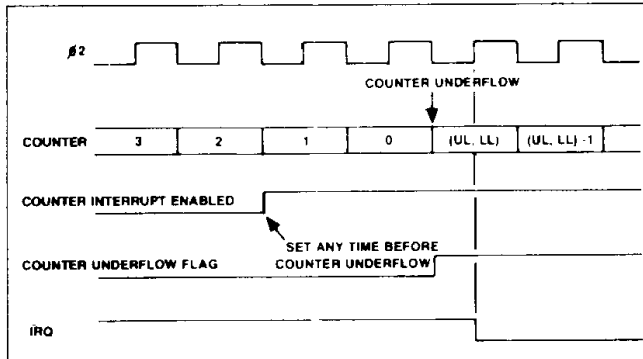 ϕ2
COUNTER UNDERFLOW
COUNTER
3 2 1 0 (UL, LL) (UL, LL) -1
COUNTER INTERRUPT ENABLED
SET ANY TIME BEFORE
COUNTER UNDERFLOW
COUNTER UNDERFLOW FLAG
IRQ